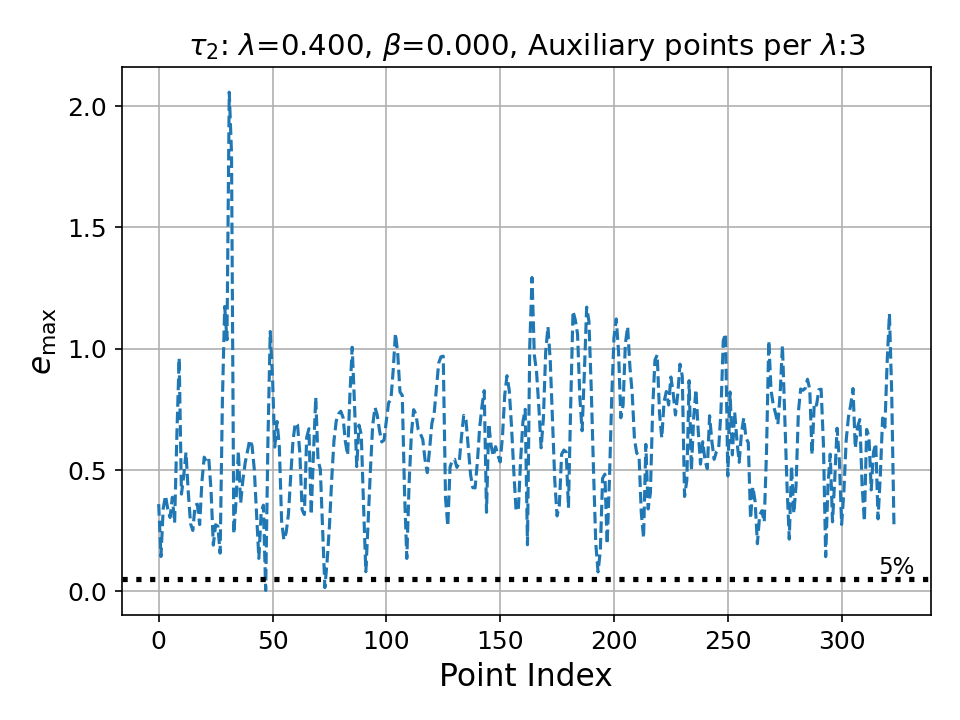 τ₂: λ=0.400, β=0.000, Auxiliary points per λ:3
2.0
1.5
1.0
0.5
0.0
e_max
5%
0 50 100 150 200 250 300
Point Index